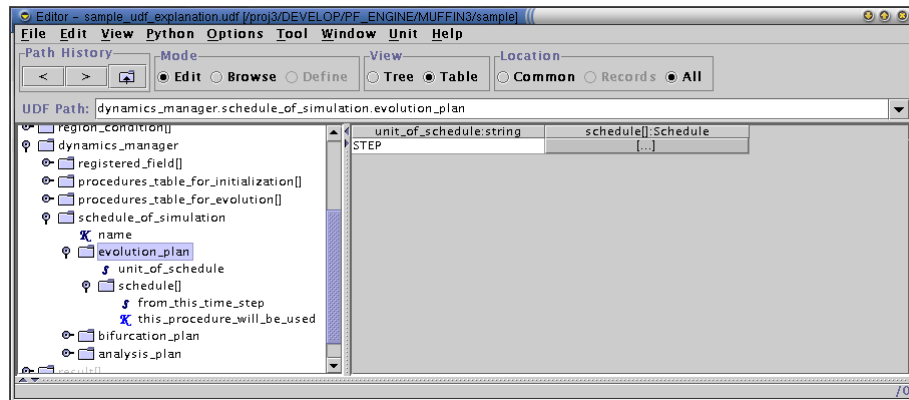 Editor – sample_udf_explanation.udf [/proj3/DEVELOP/PF_ENGINE/MUFFIN3/sample]
File Edit View Python Options Tool Window Unit Help
Path History Mode View Location
< > Edit Browse Define Tree Table Common Records All
UDF Path: dynamics_manager.schedule_of_simulation.evolution_plan
region_condition[] unit_of_schedule:string schedule[]:Schedule
dynamics_manager STEP [...]
registered_field[]
procedures_table_for_initialization[]
procedures_table_for_evolution[]
schedule_of_simulation
K name
evolution_plan
s unit_of_schedule
schedule[]
s from_this_time_step
K this_procedure_will_be_used
bifurcation_plan
analysis_plan
result[]
/0